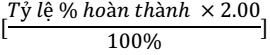 [Tỷ lệ % hoàn thành × 2.00
100%]